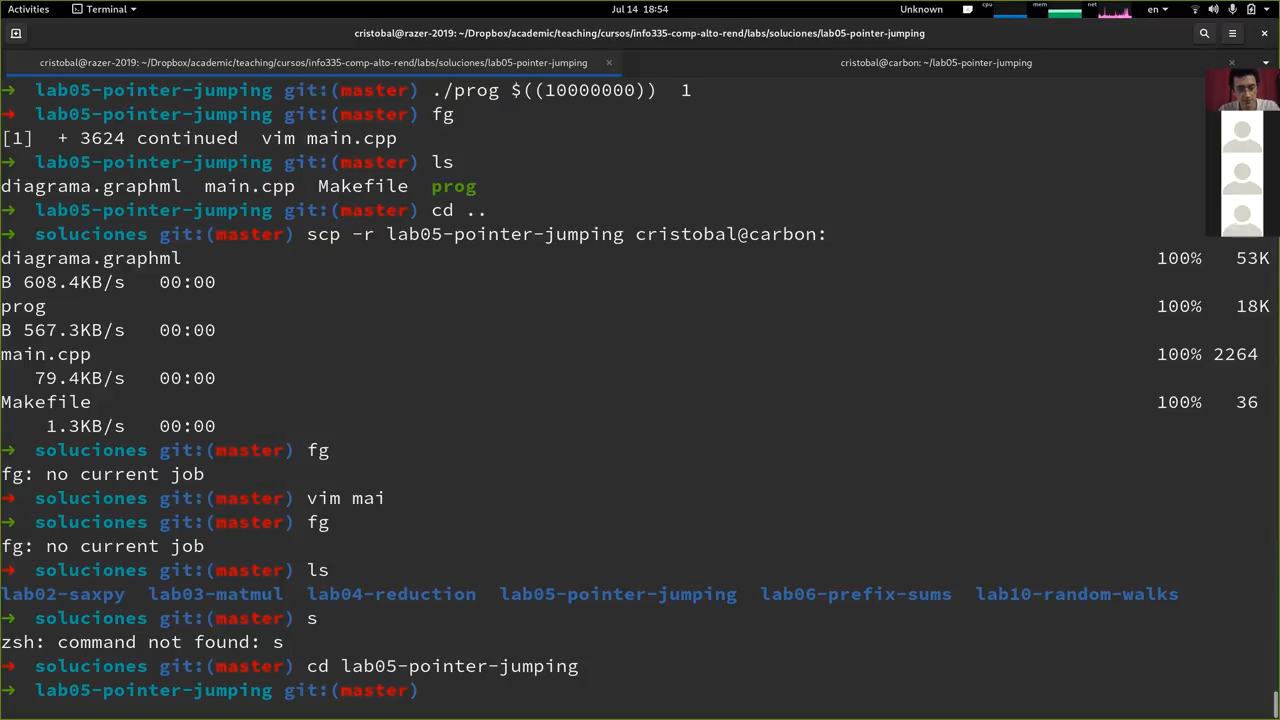 Activities Terminal Jul 14 18:54 Unknown cpu mem net en
cristobal@razer-2019: ~/Dropbox/academic/teaching/cursos/info335-comp-alto-rend/labs/soluciones/lab05-pointer-jumping
cristobal@razer-2019: ~/Dropbox/academic/teaching/cursos/info335-comp-alto-rend/labs/soluciones/lab05-pointer-jumping × cristobal@carbon: ~/lab05-pointer-jumping ×
→ lab05-pointer-jumping git:(master) ./prog $((10000000)) 1
→ lab05-pointer-jumping git:(master) fg
[1] + 3624 continued vim main.cpp
→ lab05-pointer-jumping git:(master) ls
diagrama.graphml main.cpp Makefile prog
→ lab05-pointer-jumping git:(master) cd ..
→ soluciones git:(master) scp -r lab05-pointer-jumping cristobal@carbon:
diagrama.graphml 100% 53K
B 608.4KB/s 00:00
prog 100% 18K
B 567.3KB/s 00:00
main.cpp 100% 2264
79.4KB/s 00:00
Makefile 100% 36
1.3KB/s 00:00
→ soluciones git:(master) fg
fg: no current job
→ soluciones git:(master) vim mai
→ soluciones git:(master) fg
fg: no current job
→ soluciones git:(master) ls
lab02-saxpy lab03-matmul lab04-reduction lab05-pointer-jumping lab06-prefix-sums lab10-random-walks
→ soluciones git:(master) s
zsh: command not found: s
→ soluciones git:(master) cd lab05-pointer-jumping
→ lab05-pointer-jumping git:(master)